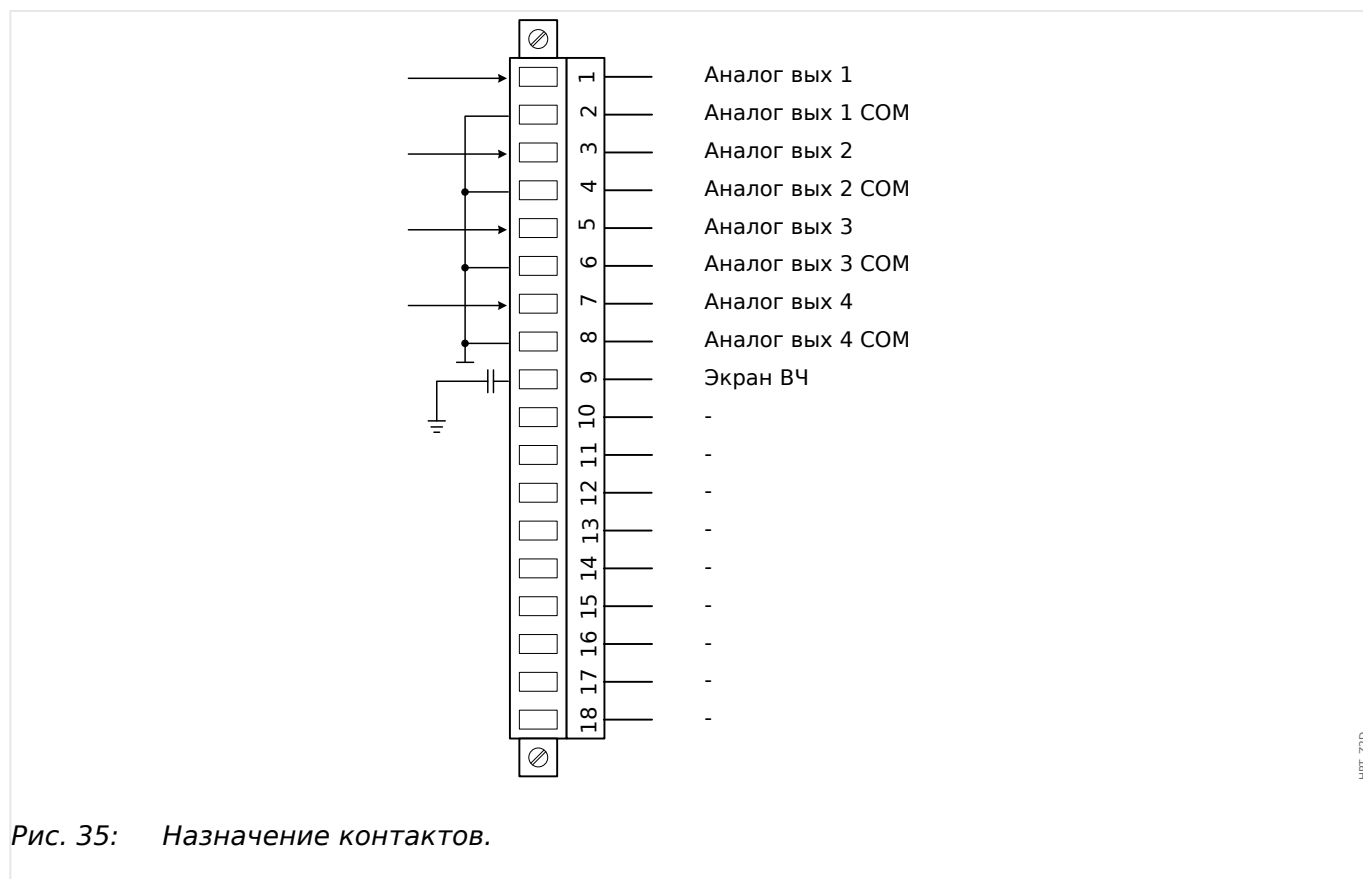 1 Аналог вых 1
2 Аналог вых 1 COM
3 Аналог вых 2
4 Аналог вых 2 COM
5 Аналог вых 3
6 Аналог вых 3 COM
7 Аналог вых 4
8 Аналог вых 4 COM
9 Экран ВЧ
10 -
11 -
12 -
13 -
14 -
15 -
16 -
17 -
18 -
Рис. 35: Назначение контактов.